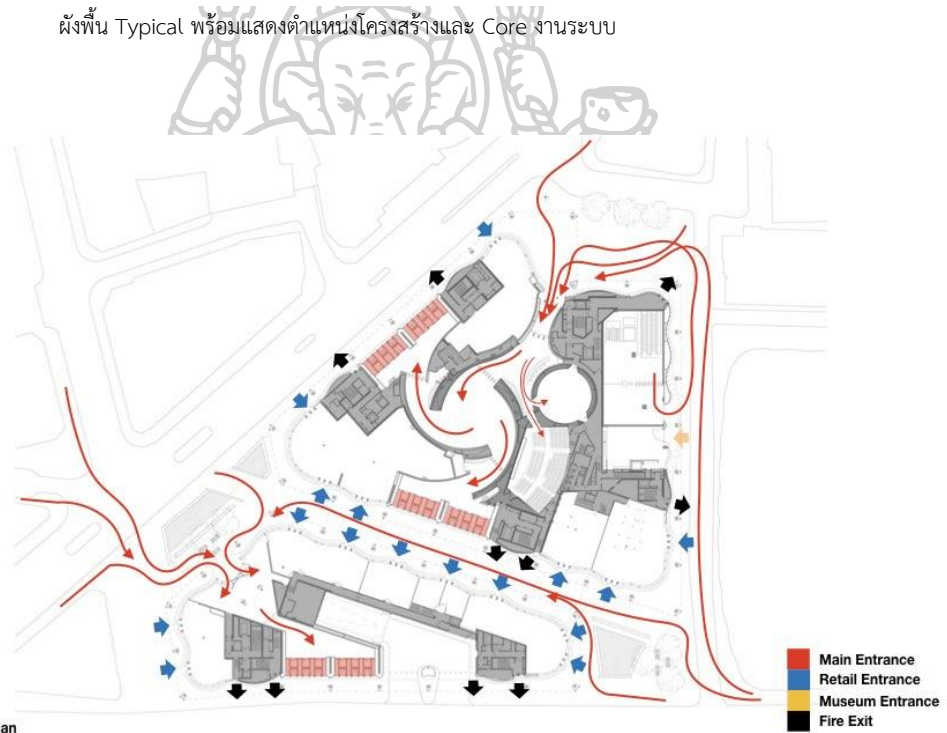 ผังพื้น Typical พร้อมแสดงตำแหน่งโครงสร้างและ Core งานระบบ
Main Entrance
Retail Entrance
Museum Entrance
Fire Exit
an